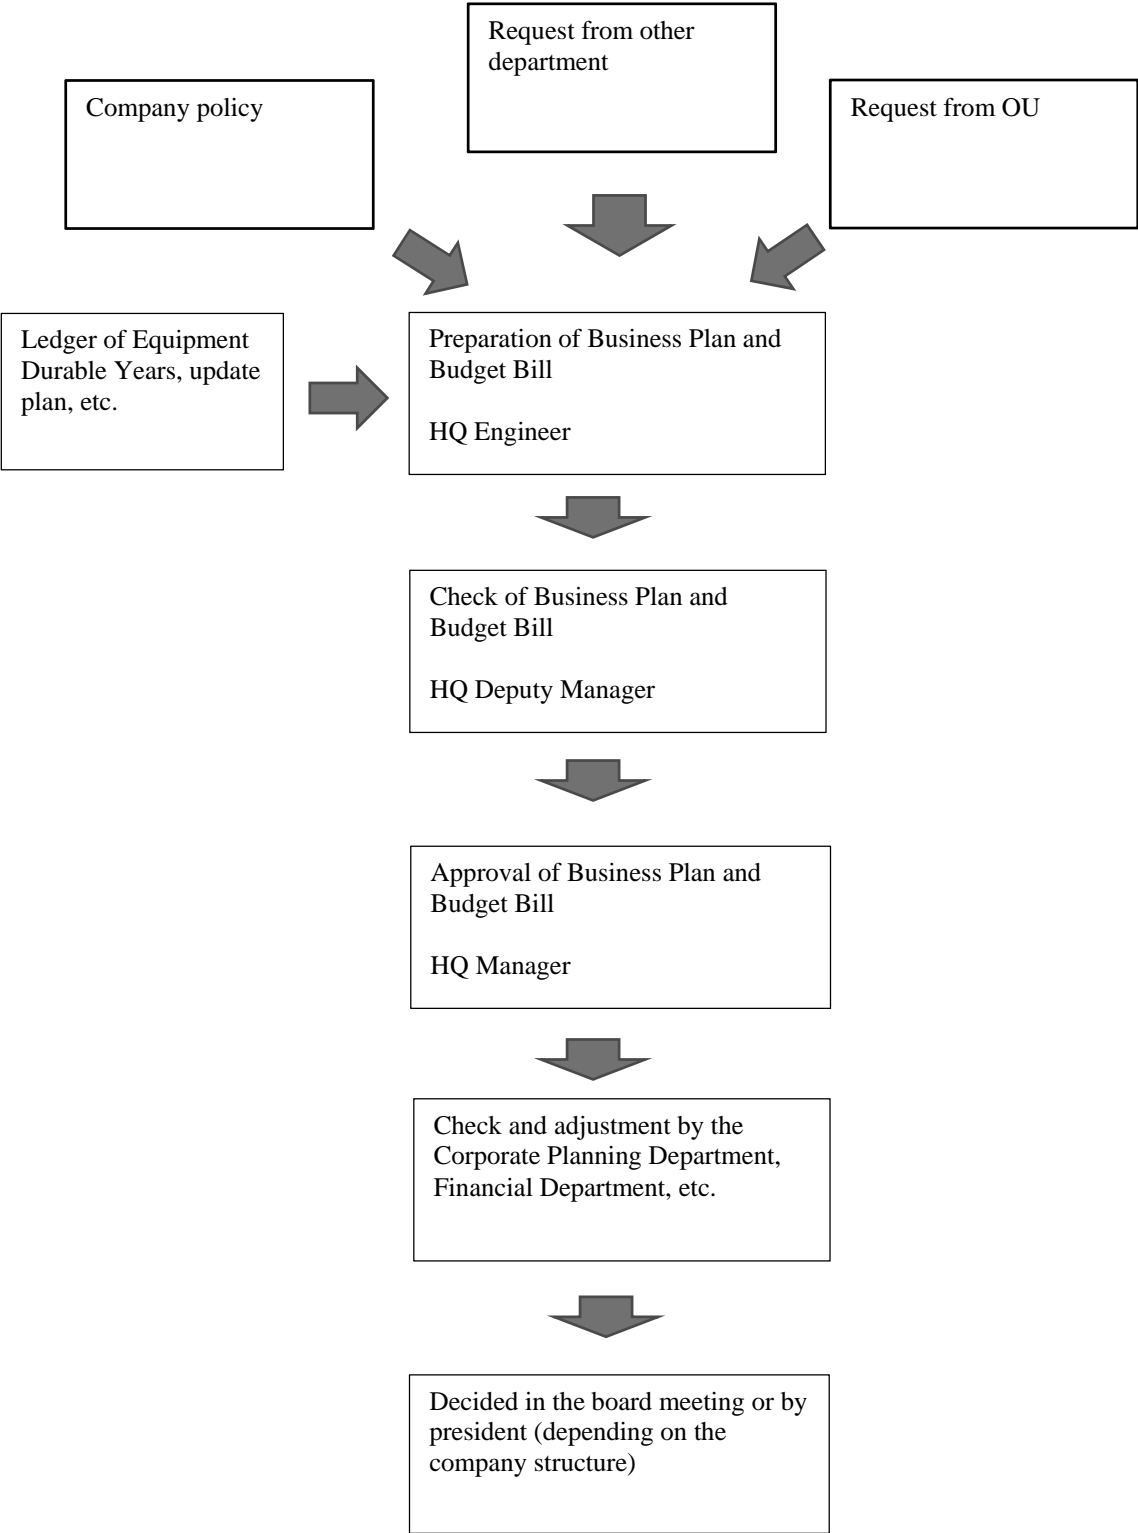 Request from other
department
Company policy
Request from OU
Ledger of Equipment
Durable Years, update
plan, etc.
Preparation of Business Plan and
Budget Bill
HQ Engineer
Check of Business Plan and
Budget Bill
HQ Deputy Manager
Approval of Business Plan and
Budget Bill
HQ Manager
Check and adjustment by the
Corporate Planning Department,
Financial Department, etc.
Decided in the board meeting or by
president (depending on the
company structure)